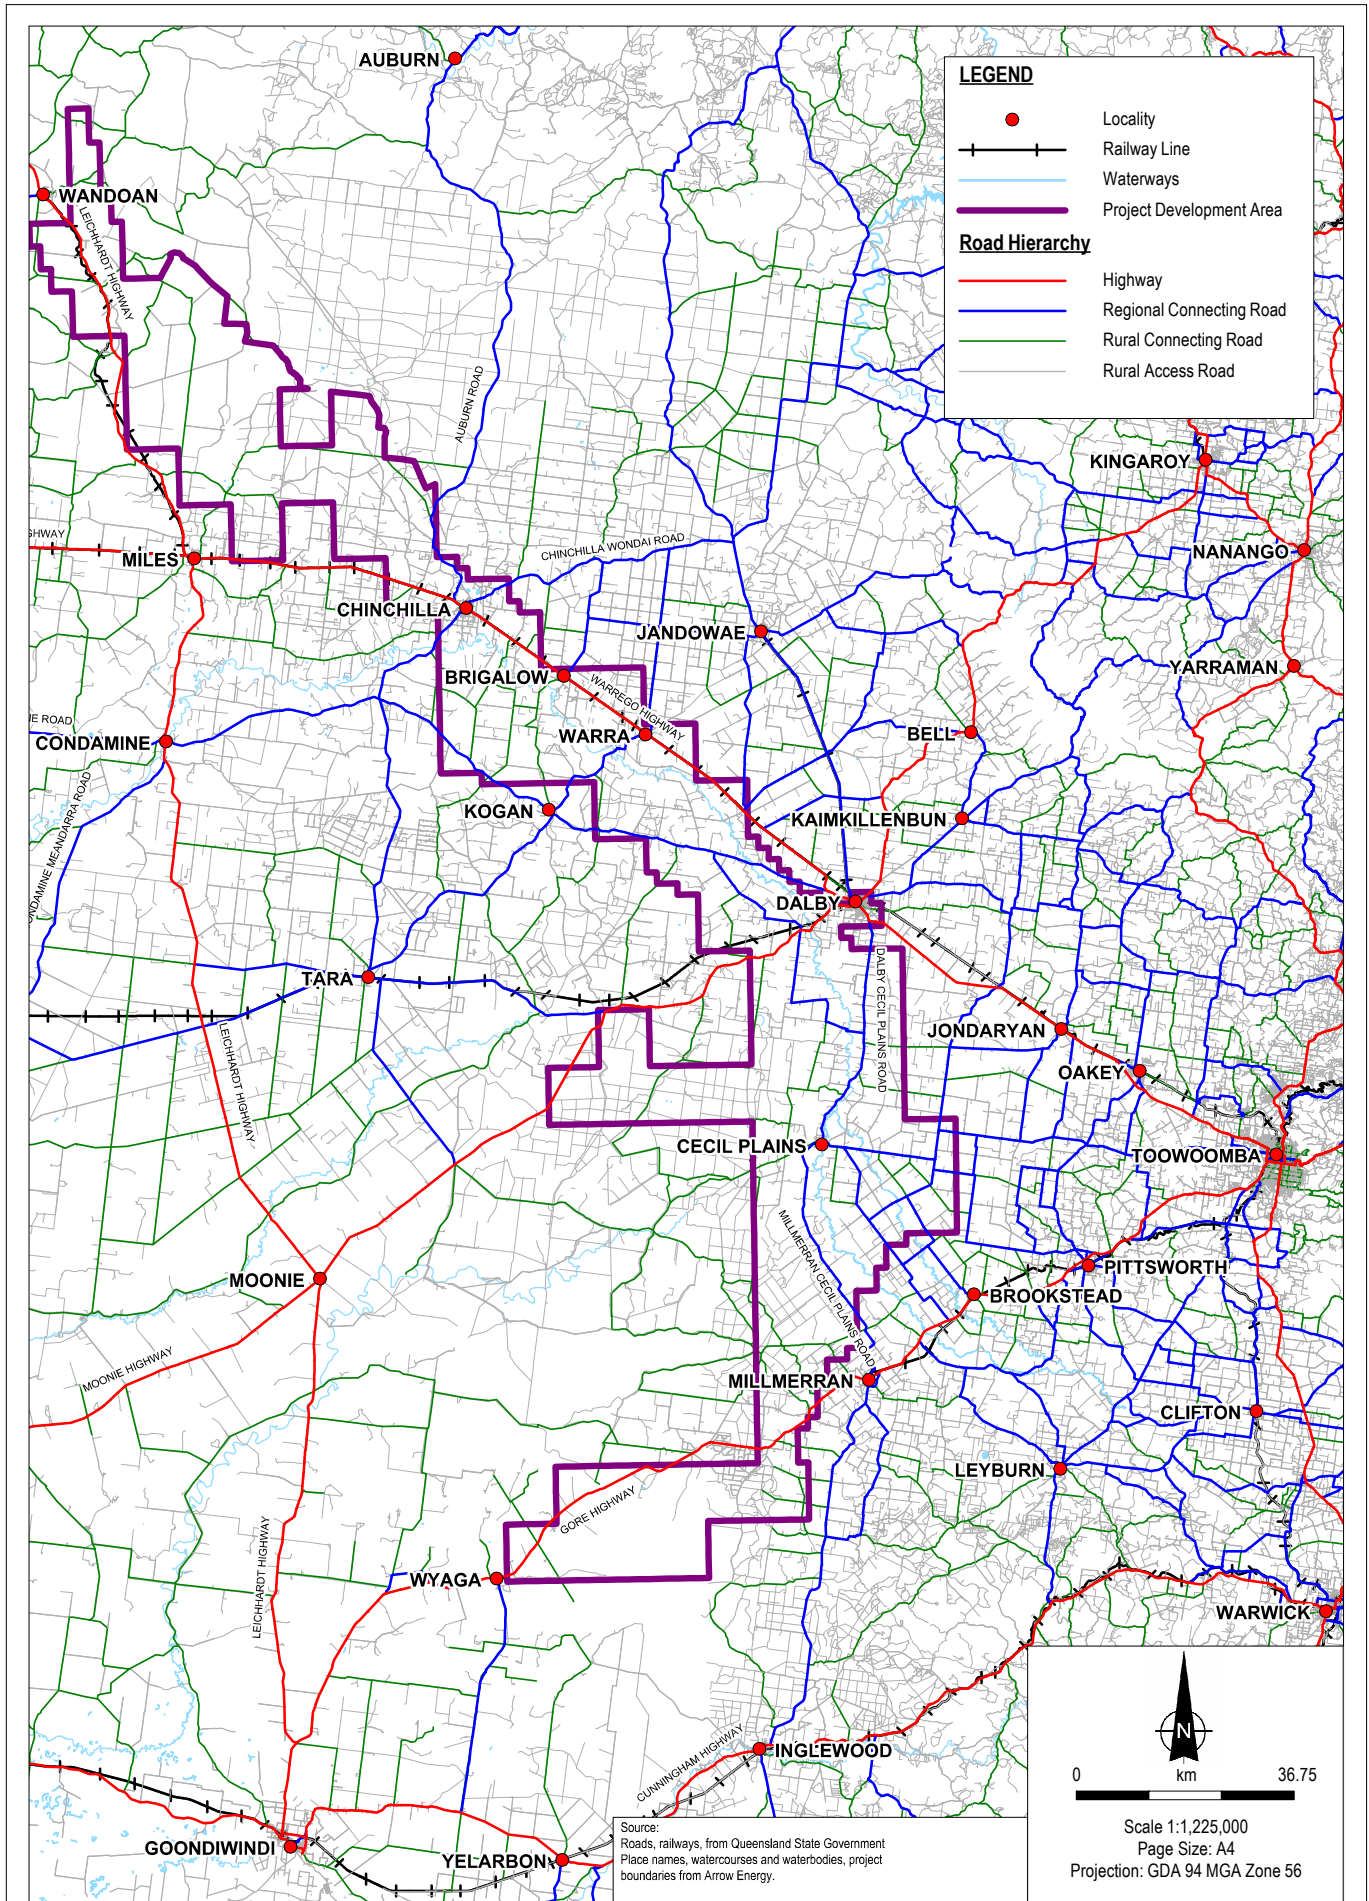 AUBURN
LEGEND
Locality
Railway Line
Waterways
Project Development Area
Road Hierarchy
Highway
Regional Connecting Road
Rural Connecting Road
Rural Access Road
WANDOAN
LEICHHARDT HIGHWAY
AUBURN ROAD
KINGAROY
GHWAY
MILES
CHINCHILLA WONDAI ROAD
NANANGO
CHINCHILLA
JANDOWAE
YARRAMAN
BRIGALOW
WARREGO HIGHWAY
IE ROAD
CONDAMINE
WARRA
BELL
ONDAMINE MEANDARRA ROAD
KOGAN
KAIMKILLENBUN
DALBY
DALBY CECIL PLAINS ROAD
TARA
LEICHHARDT HIGHWAY
JONDARYAN
OAKEY
CECIL PLAINS
TOOWOOMBA
MILLMERRAN CECIL PLAINS ROAD
MOONIE
PITTSWORTH
BROOKSTEAD
MOONIE HIGHWAY
MILLMERRAN
CLIFTON
LEYBURN
GORE HIGHWAY
LEICHHARDT HIGHWAY
WYAGA
WARWICK
CUNNINGHAM HIGHWAY
INGLEWOOD
GOONDIWINDI
YELARBON
Source:
Roads, railways, from Queensland State Government
Place names, watercourses and waterbodies, project
boundaries from Arrow Energy.
N
0 km 36.75
Scale 1:1,225,000
Page Size: A4
Projection: GDA 94 MGA Zone 56